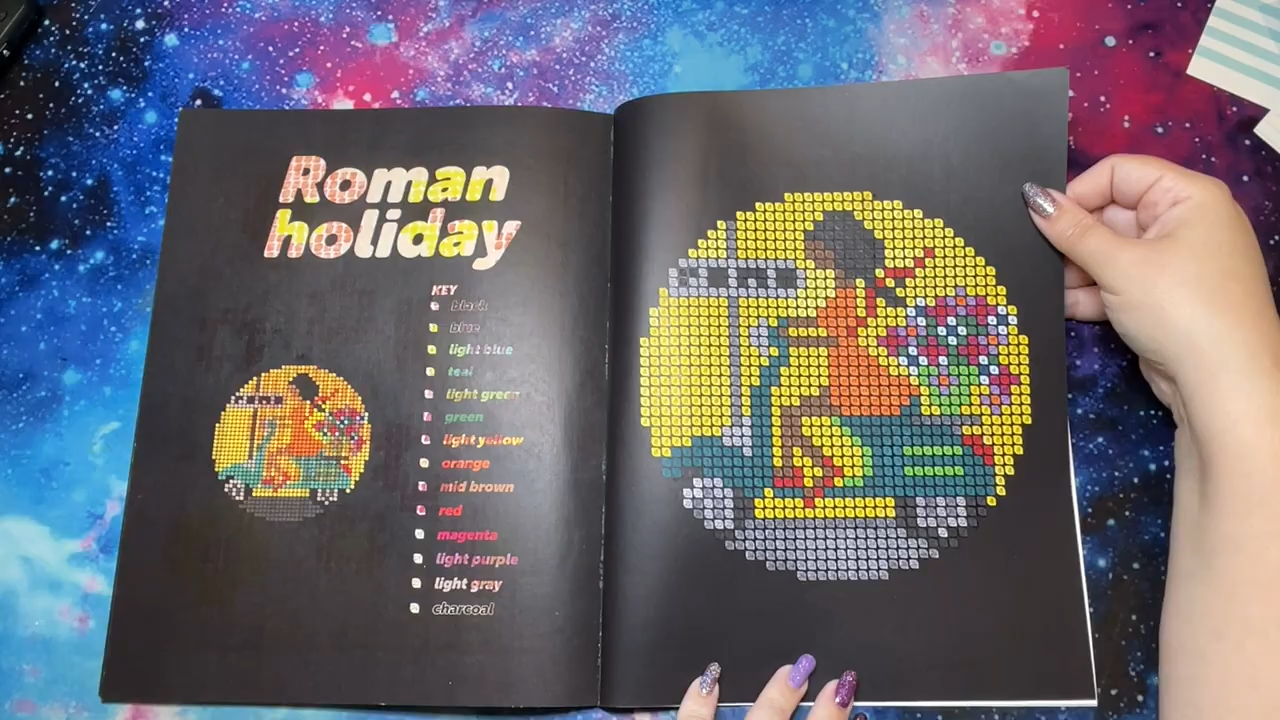 Roman
holiday
KEY
black
blue
light blue
teal
light green
green
light yellow
orange
mid brown
red
magenta
light purple
light gray
charcoal